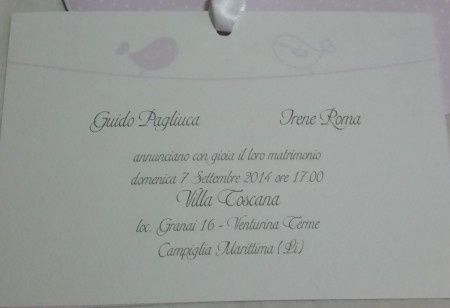 Guido Pagliuca Irene Roma
annunciano con gioia il loro matrimonio
domenica 7 Settembre 2014 ore 17.00
Villa Toscana
loc. Granai 16 - Venturina Terme
Campiglia Marittima (Li)